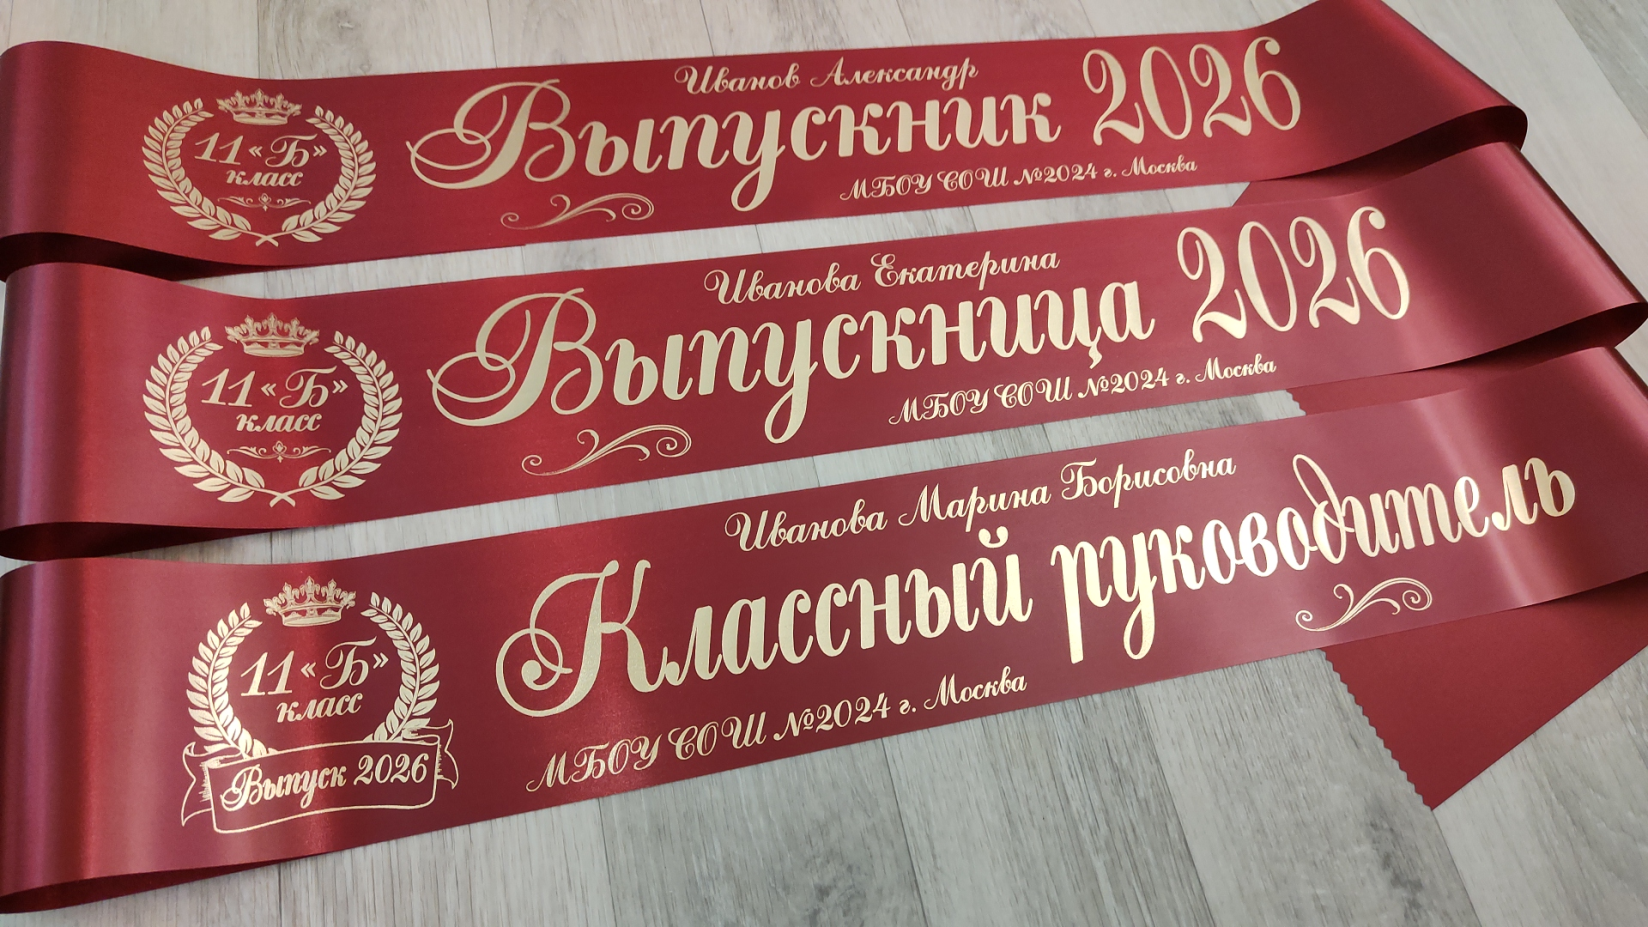 11 «Б»
класс
Иванов Александр
Выпускник 2026
МБОУ СОШ №2024 г. Москва
11 «Б»
класс
Иванова Екатерина
Выпускница 2026
МБОУ СОШ №2024 г. Москва
11 «Б»
класс
Выпуск 2026
Иванова Марина Борисовна
Классный руководитель
МБОУ СОШ №2024 г. Москва